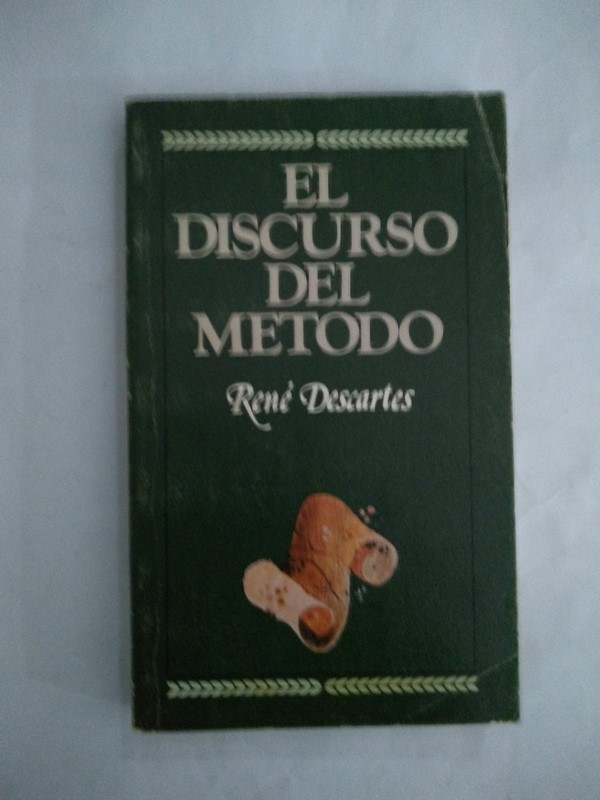 EL
DISCURSO
DEL
METODO
René Descartes